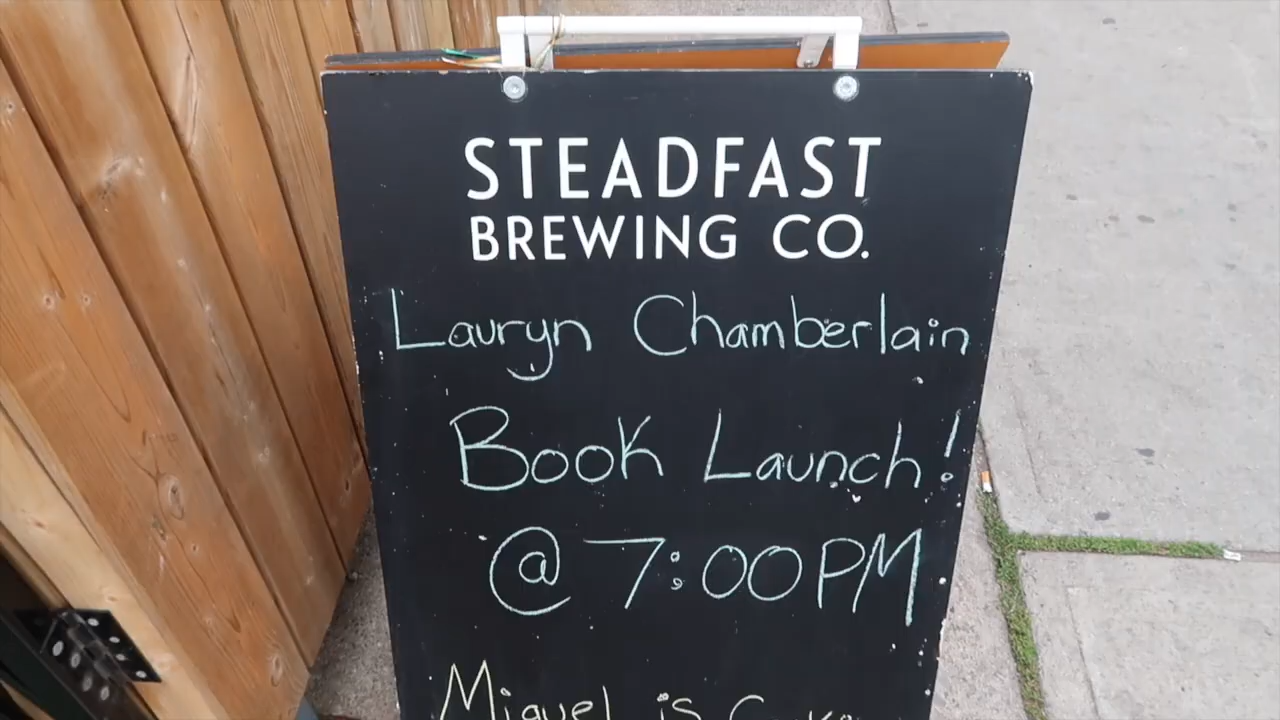 STEADFAST
BREWING CO.
Lauryn Chamberlain
Book Launch!
@ 7:00PM
Miguel is